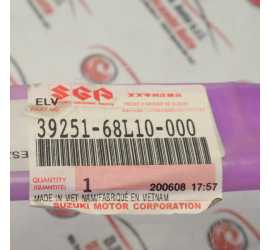 SGP
ELV
39251-68L10-000
QUANTITY
QUANTITÉ:
1
200608 17:57
MADE IN VIET NAM/FABRIQUÉ EN VIETNAM
SUZUKI MOTOR CORPORATION